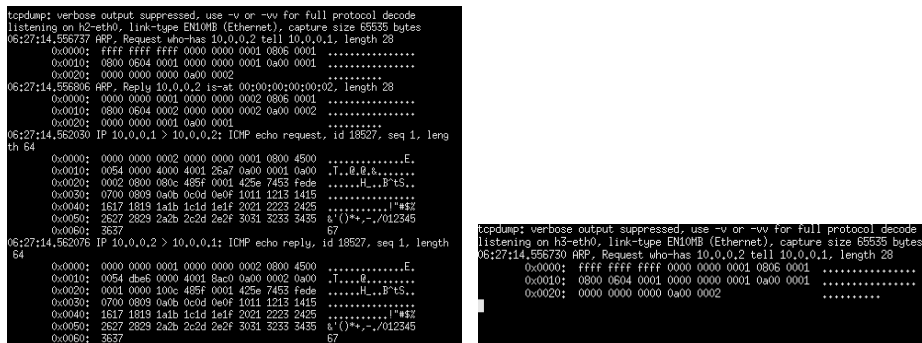 tcpdump: verbose output suppressed, use -v or -vv for full protocol decode
listening on h2-eth0, link-type EN10MB (Ethernet), capture size 65535 bytes
06:27:14.556737 ARP, Request who-has 10.0.0.2 tell 10.0.0.1, length 28
0x0000: ffff ffff ffff 0000 0000 0001 0806 0001 ................
0x0010: 0800 0604 0001 0000 0000 0001 0a00 0001 ................
0x0020: 0000 0000 0000 0a00 0002 ..........
06:27:14.556806 ARP, Reply 10.0.0.2 is-at 00:00:00:00:00:02, length 28
0x0000: 0000 0000 0001 0000 0000 0002 0806 0001 ................
0x0010: 0800 0604 0002 0000 0000 0002 0a00 0002 ................
0x0020: 0000 0000 0001 0a00 0001 ..........
06:27:14.562030 IP 10.0.0.1 > 10.0.0.2: ICMP echo request, id 18527, seq 1, leng
th 64
0x0000: 0000 0000 0002 0000 0000 0001 0800 4500 ..............E.
0x0010: 0054 0000 4000 4001 26a7 0a00 0001 0a00 .T..@.@.&.......
0x0020: 0002 0800 080c 485f 0001 425e 7453 fede ......H_..B^tS..
0x0030: 0700 0809 0a0b 0c0d 0e0f 1011 1213 1415 ................
0x0040: 1617 1819 1a1b 1c1d 1e1f 2021 2223 2425 ...........!"#$%
0x0050: 2627 2829 2a2b 2c2d 2e2f 3031 3233 3435 &'()*+,-./012345
0x0060: 3637 67
06:27:14.562076 IP 10.0.0.2 > 10.0.0.1: ICMP echo reply, id 18527, seq 1, length
64
0x0000: 0000 0000 0001 0000 0000 0002 0800 4500 ..............E.
0x0010: 0054 dbe6 0000 4001 8ac0 0a00 0002 0a00 .T....@.........
0x0020: 0001 0000 100c 485f 0001 425e 7453 fede ......H_..B^tS..
0x0030: 0700 0809 0a0b 0c0d 0e0f 1011 1213 1415 ................
0x0040: 1617 1819 1a1b 1c1d 1e1f 2021 2223 2425 ...........!"#$%
0x0050: 2627 2829 2a2b 2c2d 2e2f 3031 3233 3435 &'()*+,-./012345
0x0060: 3637 67
tcpdump: verbose output suppressed, use -v or -vv for full protocol decode
listening on h3-eth0, link-type EN10MB (Ethernet), capture size 65535 bytes
06:27:14.556730 ARP, Request who-has 10.0.0.2 tell 10.0.0.1, length 28
0x0000: ffff ffff ffff 0000 0000 0001 0806 0001 ................
0x0010: 0800 0604 0001 0000 0000 0001 0a00 0001 ................
0x0020: 0000 0000 0000 0a00 0002 ..........